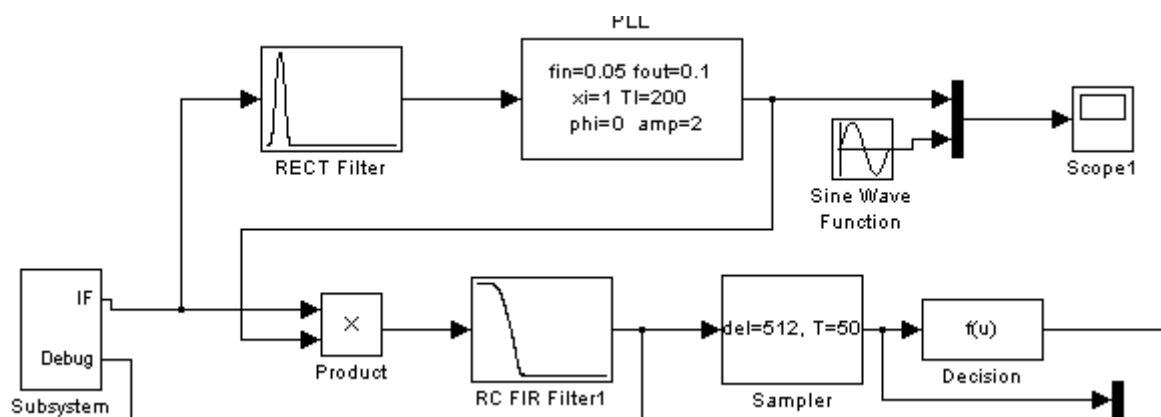 PLL
fin=0.05 fout=0.1
xi=1 Tl=200
phi=0 amp=2
RECT Filter
Sine Wave
Function
Scope1
IF
Debug
Subsystem
×
Product
RC FIR Filter1
del=512, T=50
Sampler
f(u)
Decision